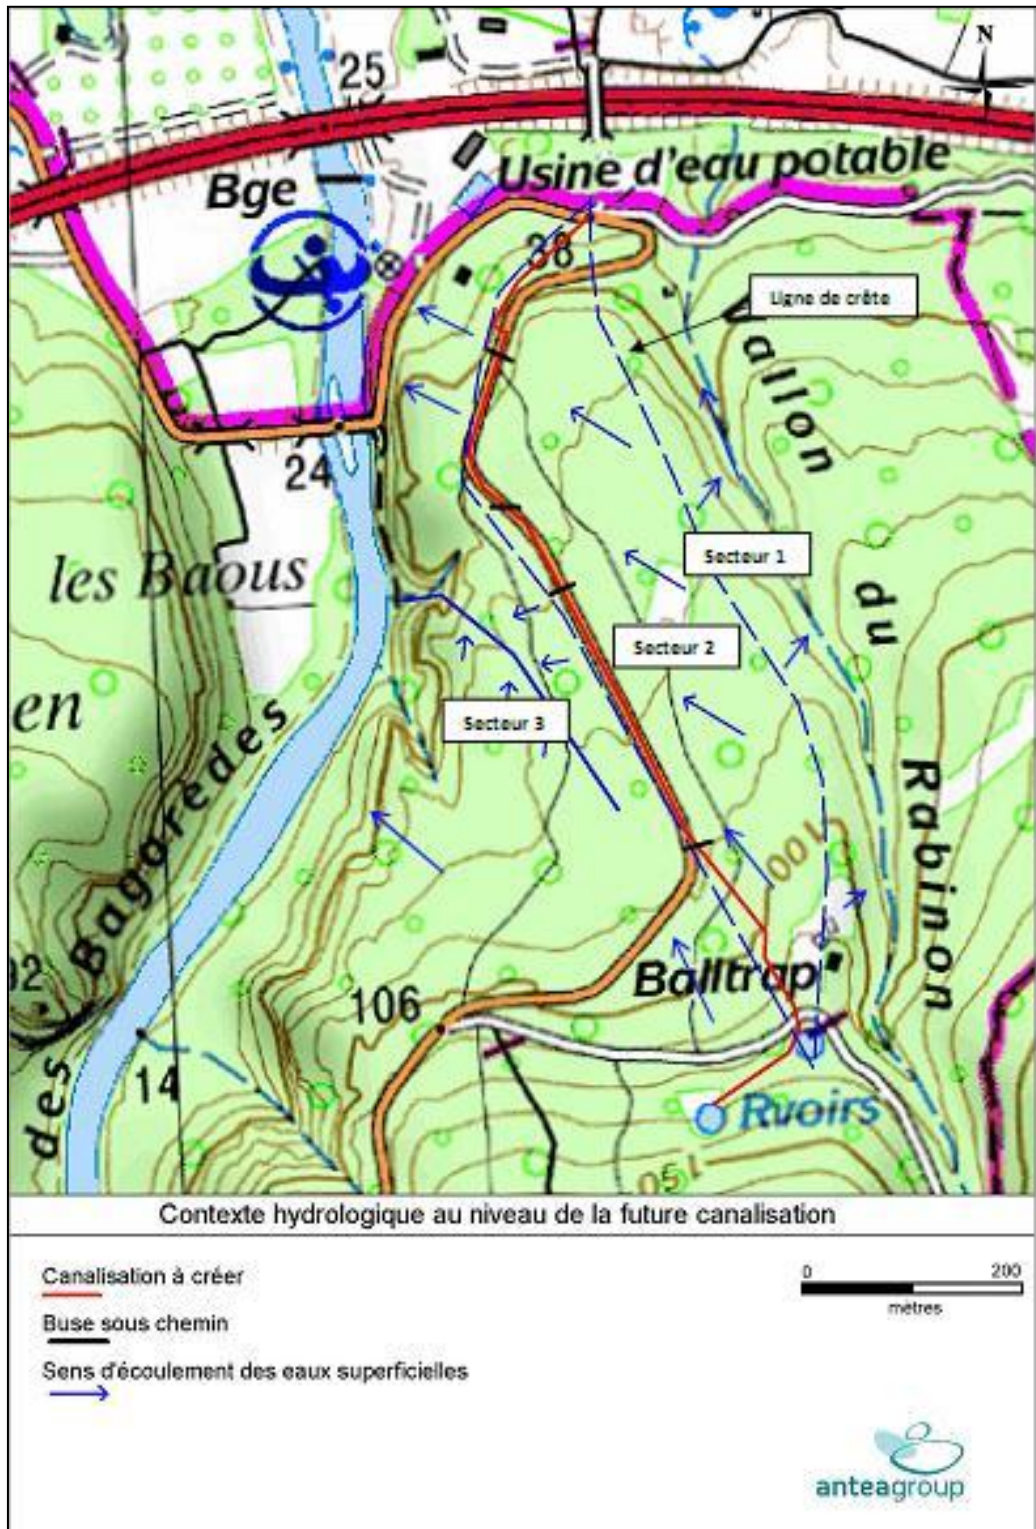 N
25
Usine d'eau potable
Bge
38
Ligne de crête
Vallon
24
Secteur 1
les Baous
du
Secteur 2
en
Secteur 3
Rabinon
Bagarèdes
100
Balltrap
106
des
14
Rvoirs
150
Contexte hydrologique au niveau de la future canalisation
Canalisation à créer
0 200
mètres
Buse sous chemin
Sens d'écoulement des eaux superficielles
anteagroup